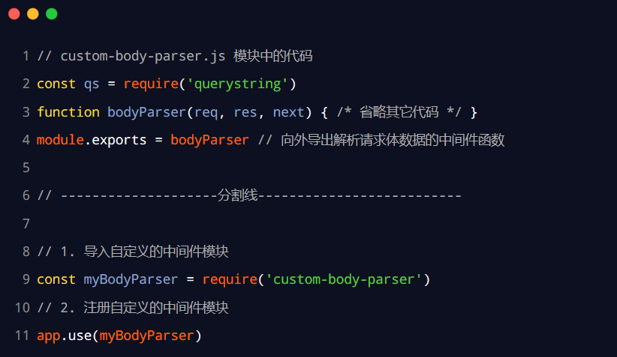 1 // custom-body-parser.js 模块中的代码
2 const qs = require('querystring')
3 function bodyParser(req, res, next) { /* 省略其它代码 */ }
4 module.exports = bodyParser // 向外导出解析请求体数据的中间件函数
5
6 // --------------------分割线--------------------------
7
8 // 1. 导入自定义的中间件模块
9 const myBodyParser = require('custom-body-parser')
10 // 2. 注册自定义的中间件模块
11 app.use(myBodyParser)